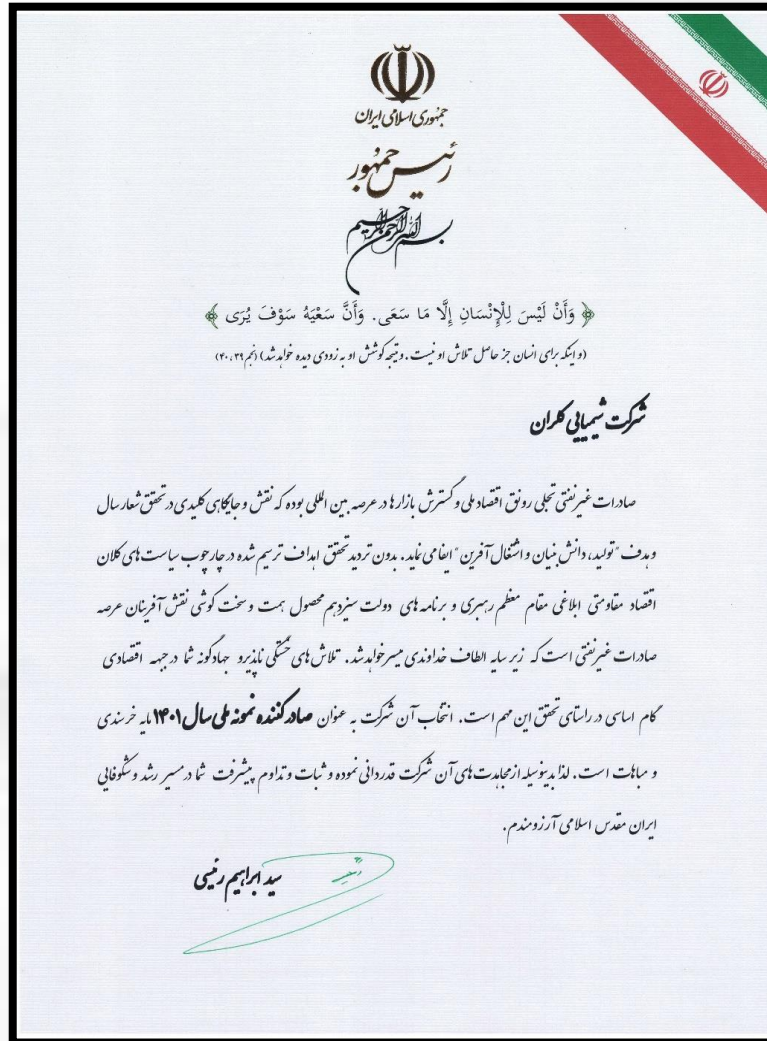 جمهوری اسلامی ایران
رئیس جمهور
بسم الله الرحمن الرحیم
﴿ وَأَنْ لَيْسَ لِلْإِنْسَانِ إِلَّا مَا سَعَى. وَأَنَّ سَعْيَهُ سَوْفَ يُرَى ﴾
(و اینکه برای انسان جز حاصل تلاش او نیست. و نتیجه کوشش او به زودی دیده خواهد شد) (نجم ۳۹، ۴۰)
شرکت شیمیایی کلران
صادرات غیرنفتی تجلی رونق اقتصاد ملی و گسترش بازارها در عرصه بین المللی بوده که نقش و جایگاهی کلیدی در تحقق شعار سال
و هدف "تولید، دانش بنیان و اشتغال آفرین" ایفا می نماید. بدون تردید تحقق اهداف ترسیم شده در چارچوب سیاست های کلان
اقتصاد مقاومتی ابلاغی مقام معظم رهبری و برنامه های دولت سیزدهم محصول همت و سخت کوشی نقش آفرینان عرصه
صادرات غیرنفتی است که زیر سایه الطاف خداوندی میسر خواهد شد. تلاش های خستگی ناپذیر و جهادگونه شما در جبهه اقتصادی
گام اساسی در راستای تحقق این مهم است. انتخاب آن شرکت به عنوان صادرکننده نمونه ملی سال ۱۴۰۱ مایه خرسندی
و مباهات است. لذا بدینوسیله از مجاهدت های آن شرکت قدردانی نموده و ثبات و تداوم پیشرفت شما در مسیر رشد و شکوفایی
ایران مقدس اسلامی آرزومندم.
سید ابراهیم رئیسی